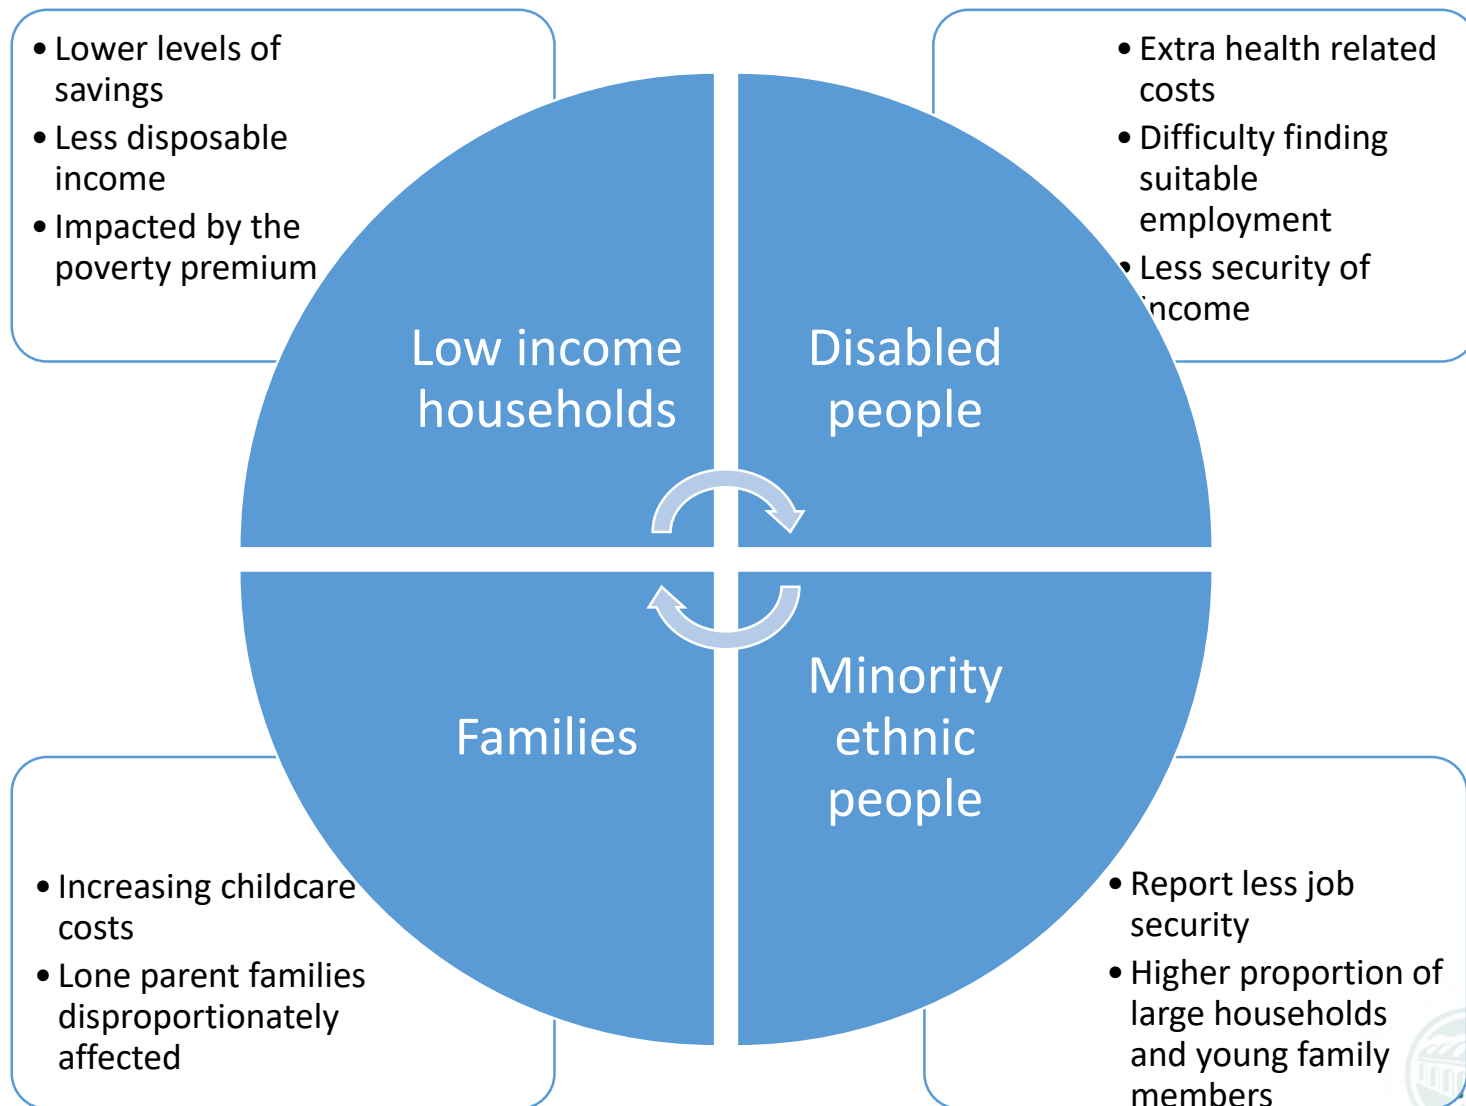 • Lower levels of
savings
• Less disposable
income
• Impacted by the
poverty premium
• Extra health related
costs
• Difficulty finding
suitable
employment
• Less security of
income
Low income
households
Disabled
people
Families
Minority
ethnic
people
• Increasing childcare
costs
• Lone parent families
disproportionately
affected
• Report less job
security
• Higher proportion of
large households
and young family
members